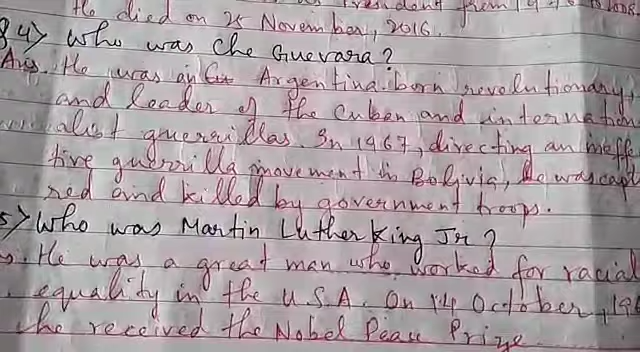 He died on 25 November, 2016.
4) Who was Che Guevara?
Ans. He was an Argentina born revolutionary,
and leader of the Cuban and internation
alist guerrillas. In 1967, directing an ineffe
tive guerrilla movement in Bolivia, he was capt
red and killed by government troops.
5) Who was Martin Luther King Jr?
s. He was a great man who worked for racial
equality in the U.S.A. On 14 October, 196
he received the Nobel Peace Prize.